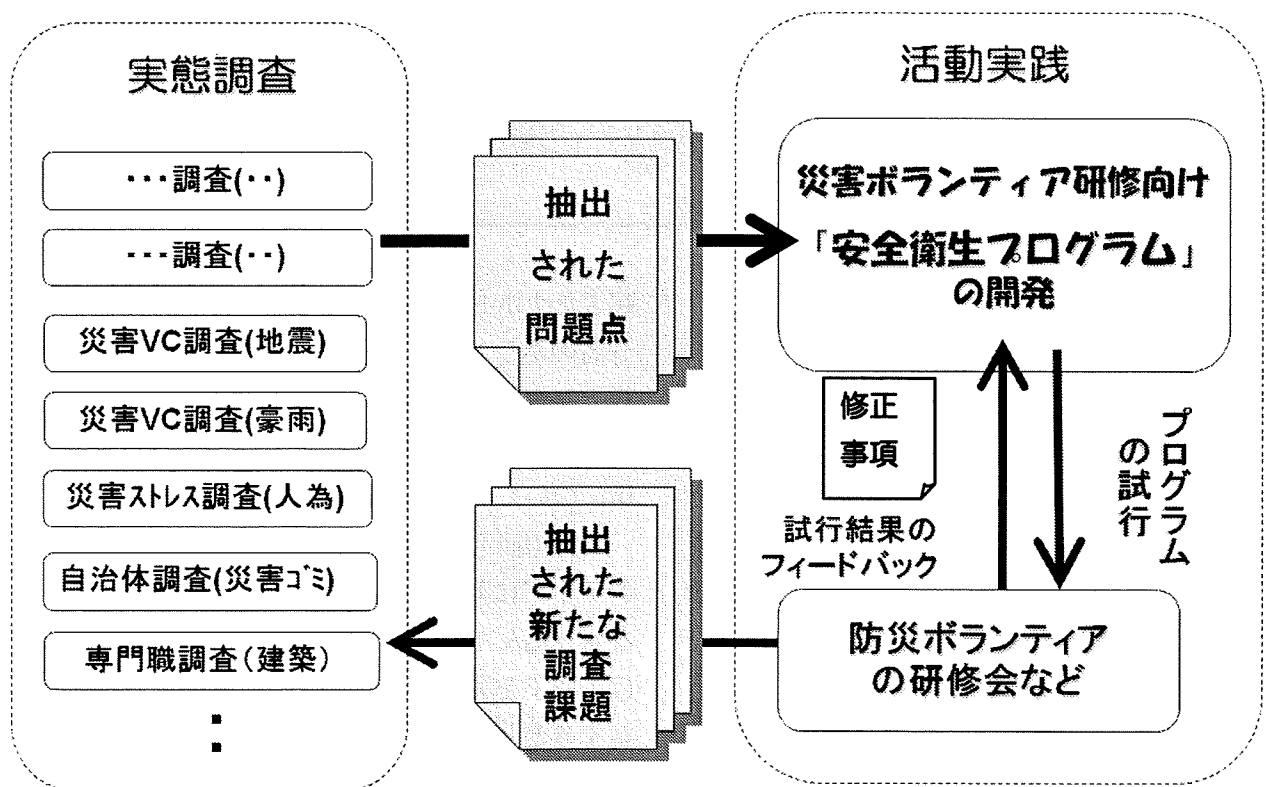 実態調査
・・・調査(・・)
・・・調査(・・)
災害VC調査(地震)
災害VC調査(豪雨)
災害ストレス調査(人為)
自治体調査(災害ゴミ)
専門職調査(建築)
抽出
された
問題点
抽出
された
新たな
調査
課題
活動実践
災害ボランティア研修向け
「安全衛生プログラム」
の開発
修正
事項
試行結果の
フィードバック
プログラム
の試行
防災ボランティア
の研修会など